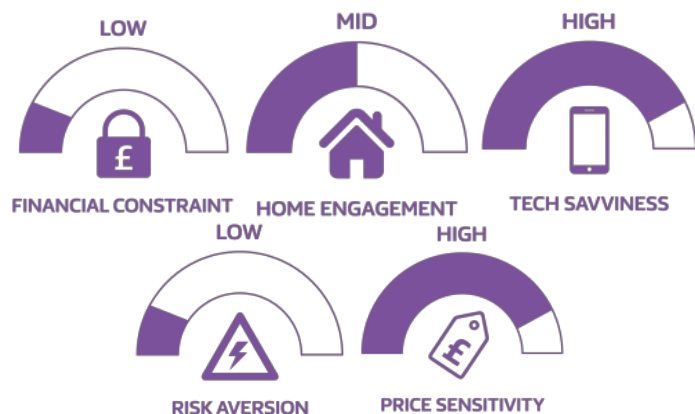 LOW
MID
HIGH
£
FINANCIAL CONSTRAINT
HOME ENGAGEMENT
TECH SAVVINESS
LOW
HIGH
£
RISK AVERSION
PRICE SENSITIVITY